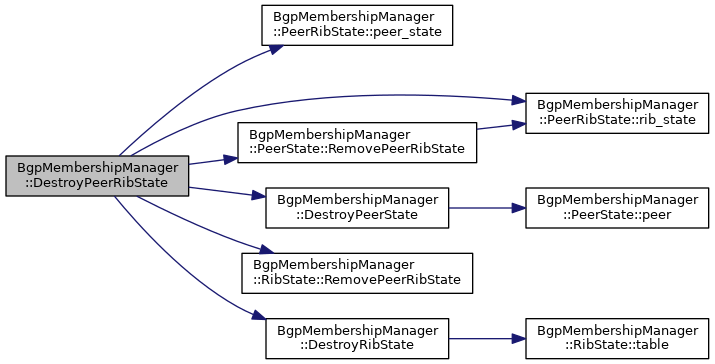 BgpMembershipManager
::PeerRibState::peer_state
BgpMembershipManager
::PeerRibState::rib_state
BgpMembershipManager
::PeerState::RemovePeerRibState
BgpMembershipManager
::DestroyPeerRibState
BgpMembershipManager
::DestroyPeerState
BgpMembershipManager
::PeerState::peer
BgpMembershipManager
::RibState::RemovePeerRibState
BgpMembershipManager
::DestroyRibState
BgpMembershipManager
::RibState::table